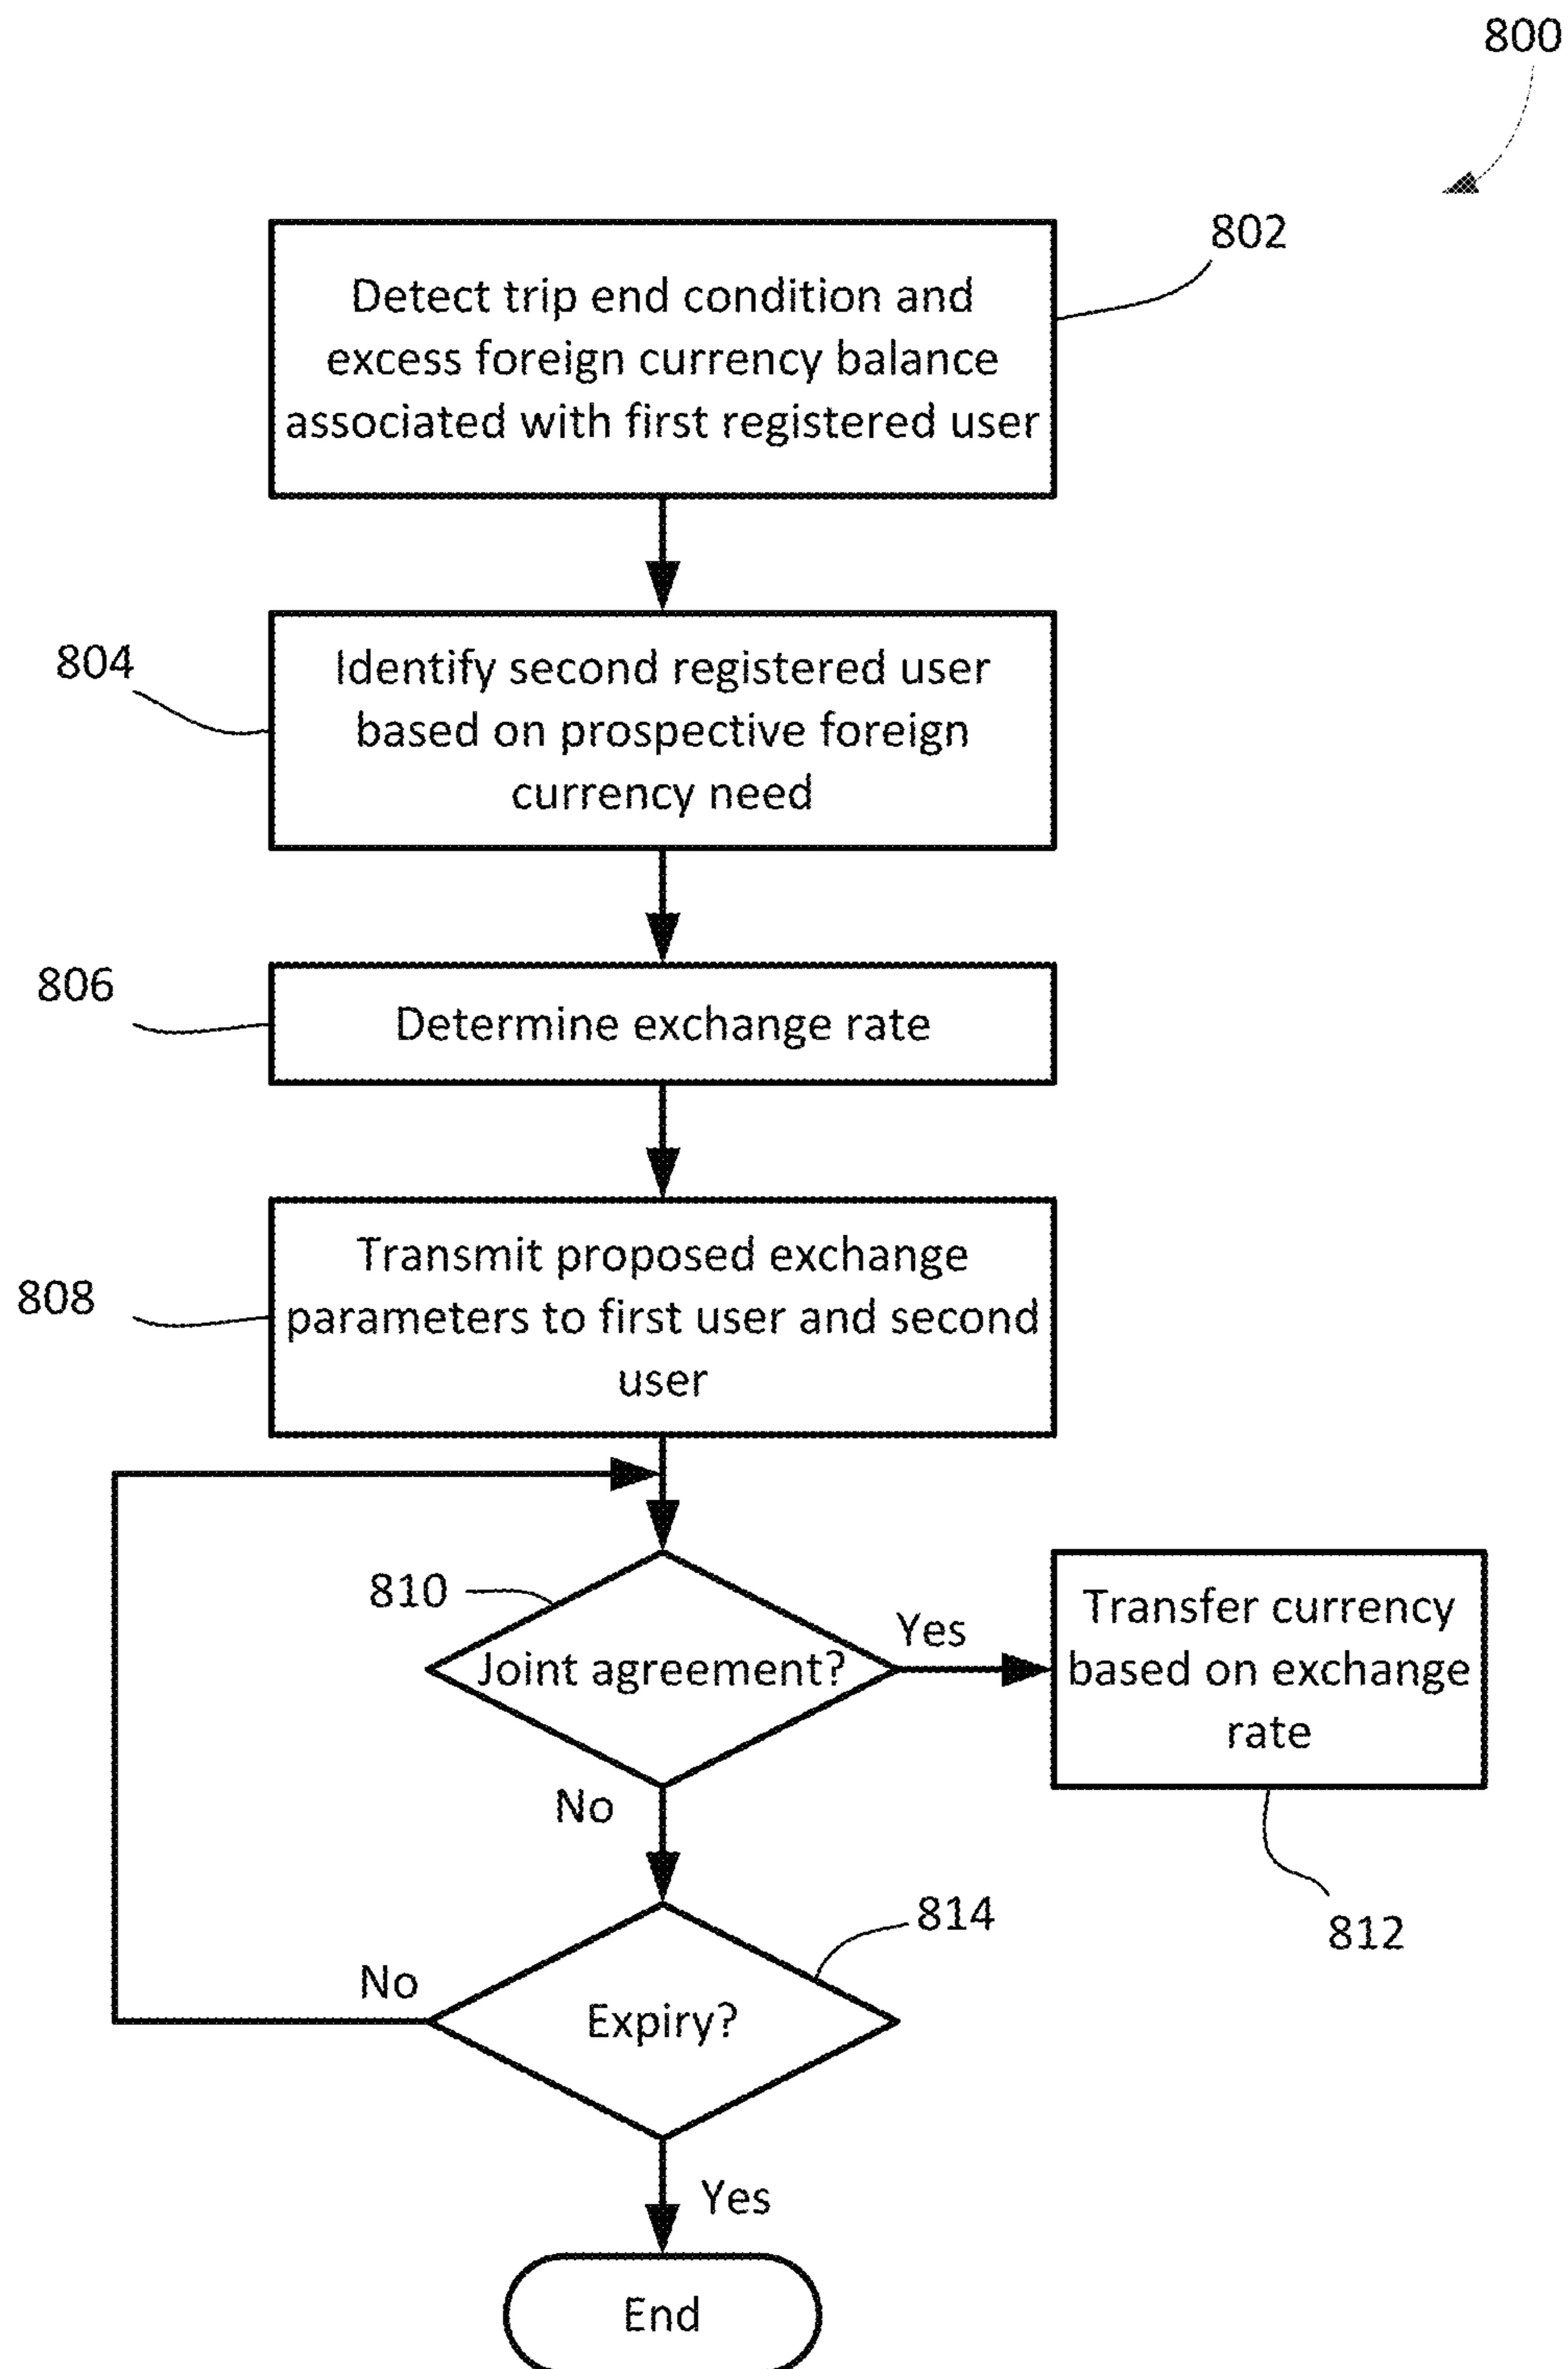 800
802
Detect trip end condition and
excess foreign currency balance
associated with first registered user
804
Identify second registered user
based on prospective foreign
currency need
806
Determine exchange rate
808
Transmit proposed exchange
parameters to first user and second
user
810
Joint agreement?
Yes
Transfer currency
based on exchange
rate
812
No
814
No
Expiry?
Yes
End